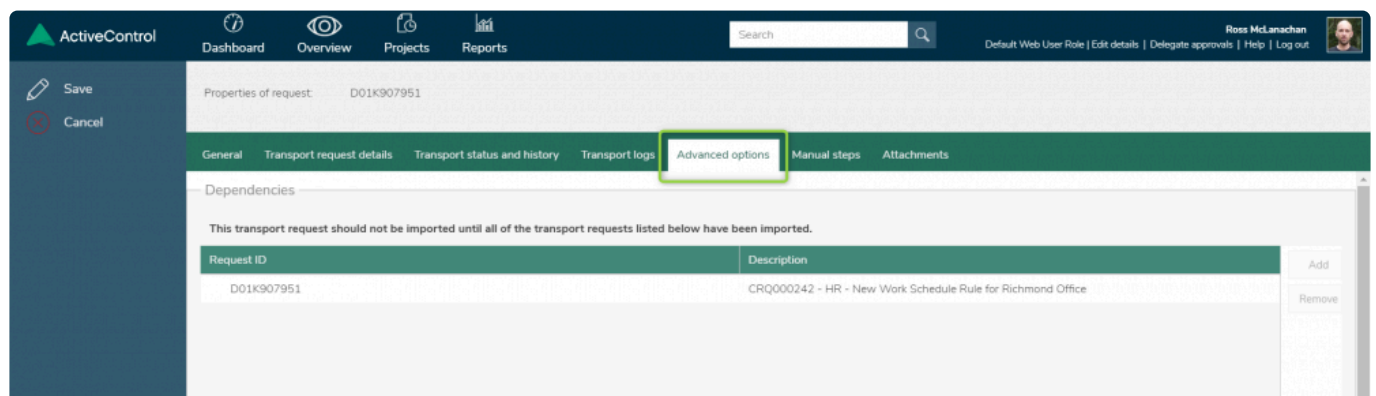 ActiveControl
Dashboard Overview Projects Reports
Search
Ross McLanachan
Default Web User Role | Edit details | Delegate approvals | Help | Log out
Save
Cancel
Properties of request: D01K907951
General Transport request details Transport status and history Transport logs Advanced options Manual steps Attachments
Dependencies
This transport request should not be imported until all of the transport requests listed below have been imported.
Request ID Description
Add
D01K907951 CRQ000242 - HR - New Work Schedule Rule for Richmond Office
Remove